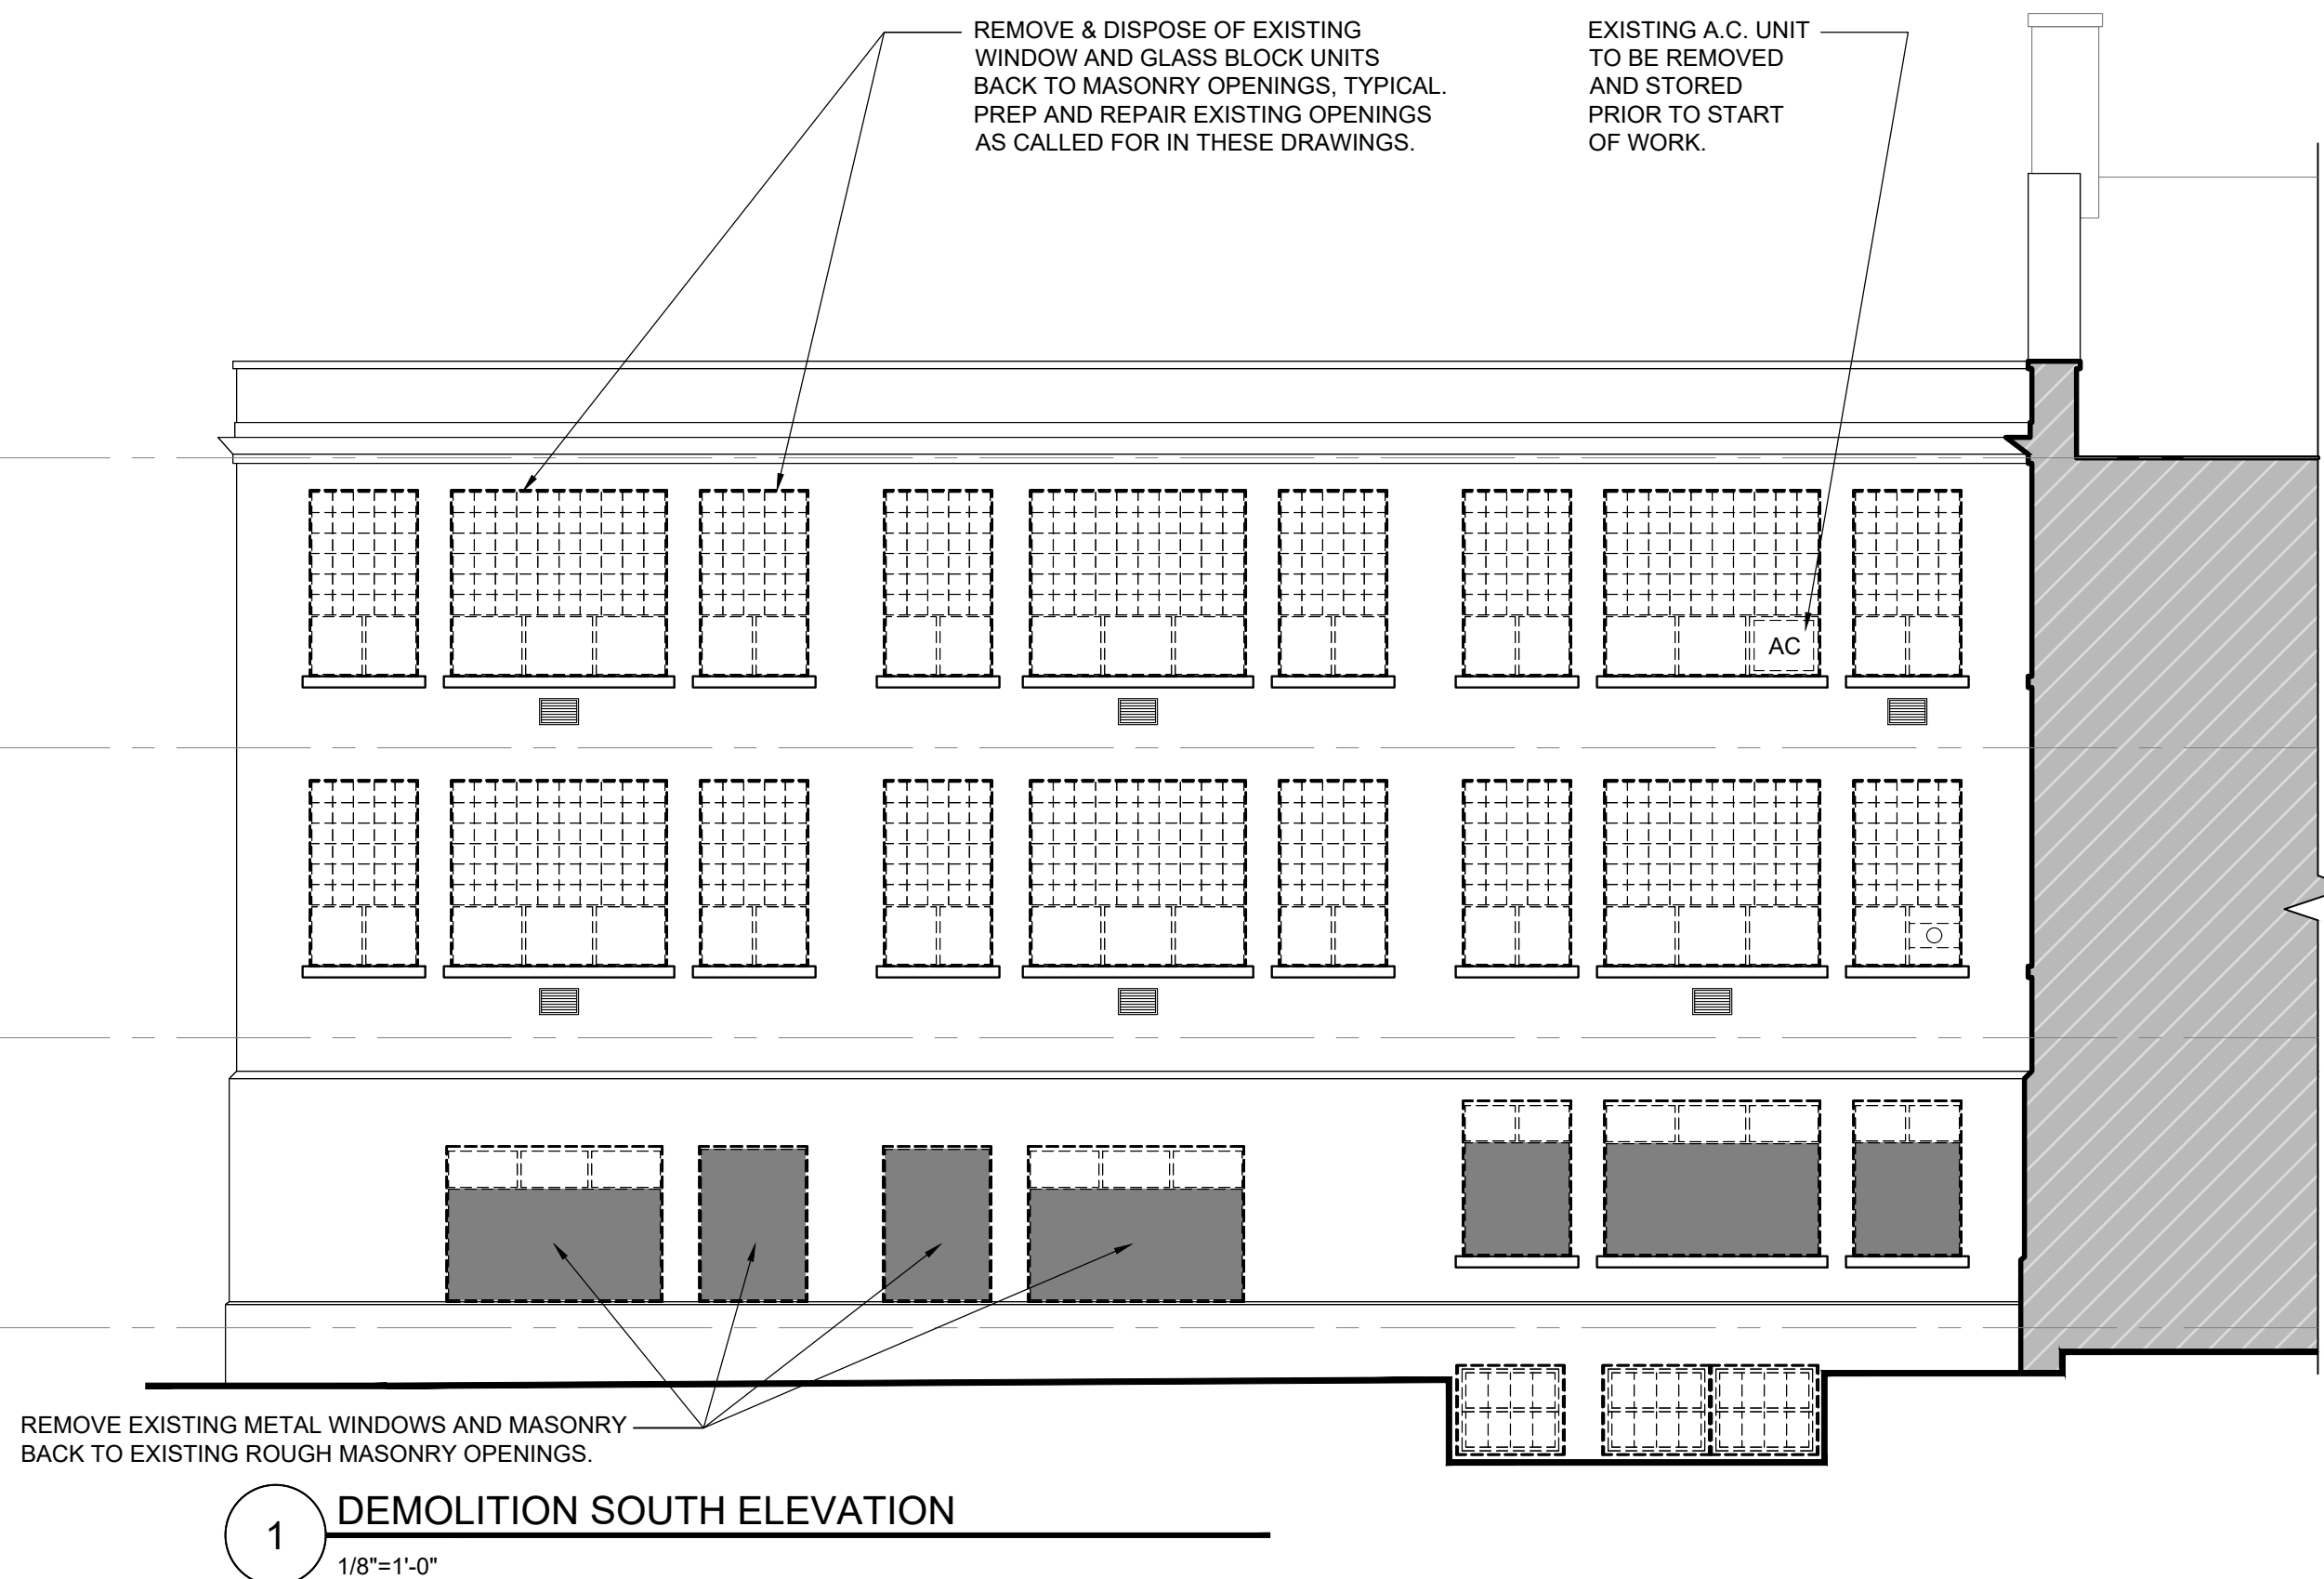 REMOVE & DISPOSE OF EXISTING
WINDOW AND GLASS BLOCK UNITS
BACK TO MASONRY OPENINGS, TYPICAL.
PREP AND REPAIR EXISTING OPENINGS
AS CALLED FOR IN THESE DRAWINGS.
EXISTING A.C. UNIT
TO BE REMOVED
AND STORED
PRIOR TO START
OF WORK.
AC
REMOVE EXISTING METAL WINDOWS AND MASONRY
BACK TO EXISTING ROUGH MASONRY OPENINGS.
1
DEMOLITION SOUTH ELEVATION
1/8"=1'-0"